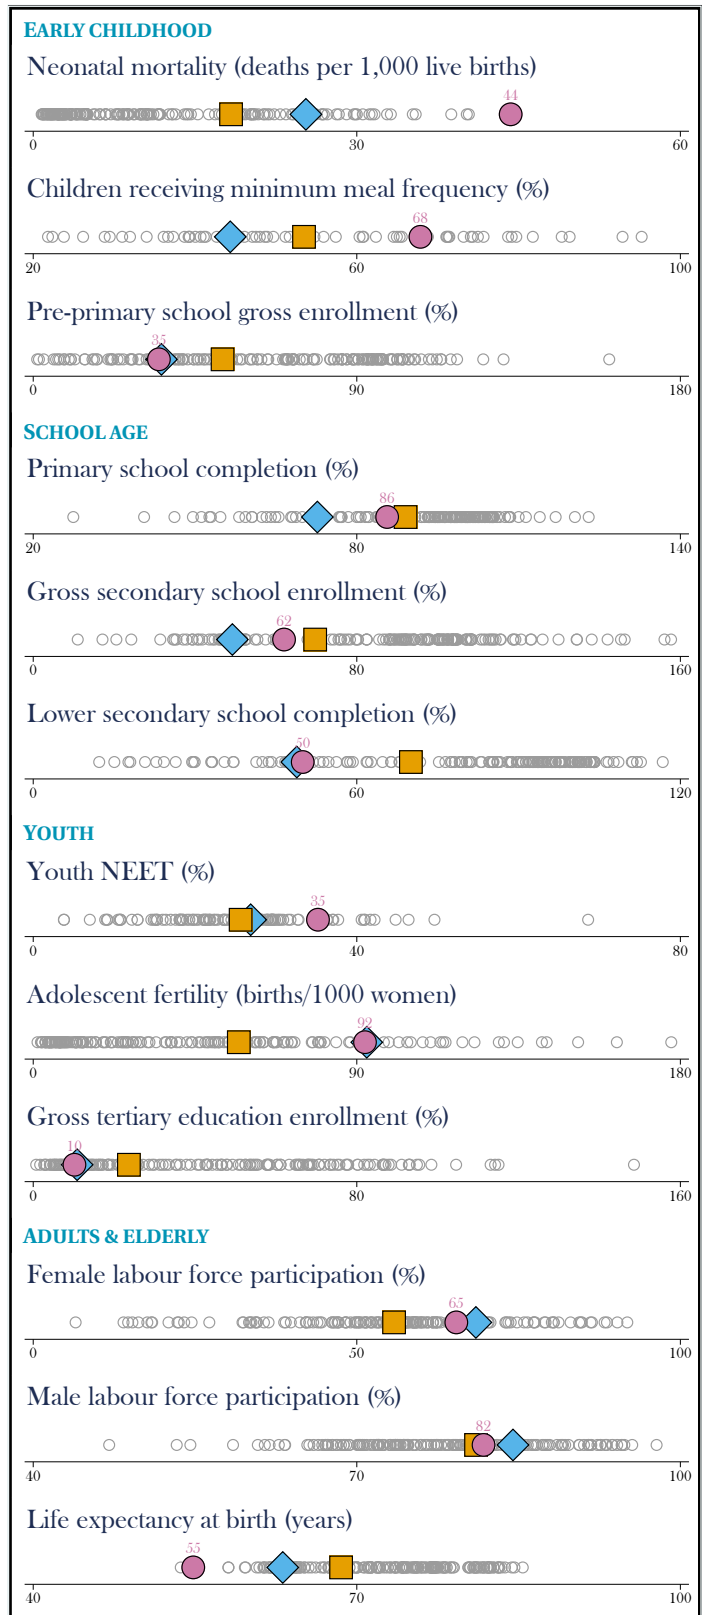 EARLY CHILDHOOD
Neonatal mortality (deaths per 1,000 live births)
44
0 30 60
Children receiving minimum meal frequency (%)
68
20 60 100
Pre-primary school gross enrollment (%)
35
0 90 180
SCHOOL AGE
Primary school completion (%)
86
20 80 140
Gross secondary school enrollment (%)
62
0 80 160
Lower secondary school completion (%)
50
0 60 120
YOUTH
Youth NEET (%)
35
0 40 80
Adolescent fertility (births/1000 women)
92
0 90 180
Gross tertiary education enrollment (%)
10
0 80 160
ADULTS & ELDERLY
Female labour force participation (%)
65
0 50 100
Male labour force participation (%)
82
40 70 100
Life expectancy at birth (years)
55
40 70 100